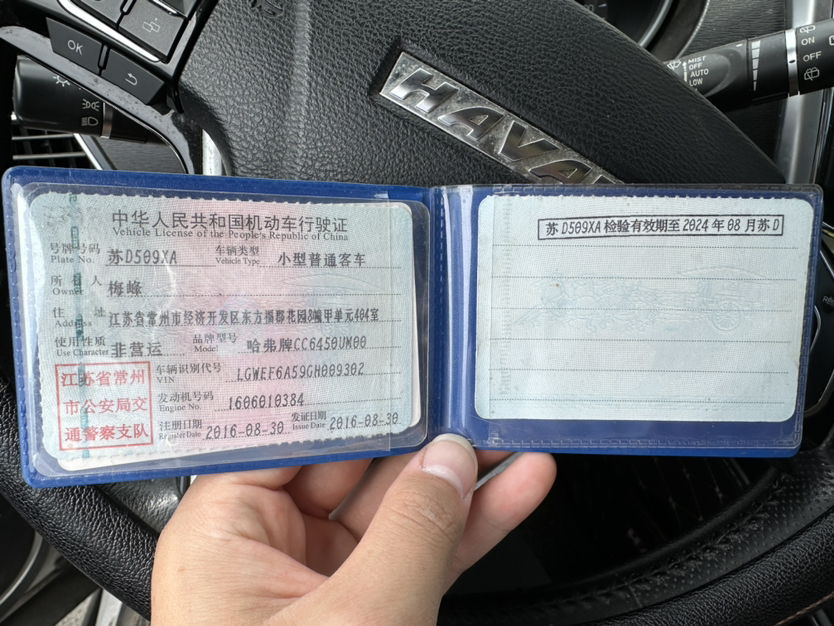 OK
MIST
OFF
AUTO
LOW
ON
OFF
HAVAL
中华人民共和国机动车行驶证
Vehicle License of the People's Republic of China
号牌号码 苏D509XA 车辆类型 小型普通客车
Plate No. Vehicle Type
所有人 梅峰
Owner
住址 江苏省常州市经济开发区东方福郡花园8幢甲单元404室
Address
使用性质 非营运 品牌型号 哈弗牌CC6450UM00
Use Character Model
江苏省常州
市公安局交
通警察支队
车辆识别代号 LGWEF6A59GH009302
VIN
发动机号码 1606010384
Engine No.
注册日期 2016-08-30 发证日期 2016-08-30
Register Date Issue Date
苏D509XA检验有效期至2024年08月苏D